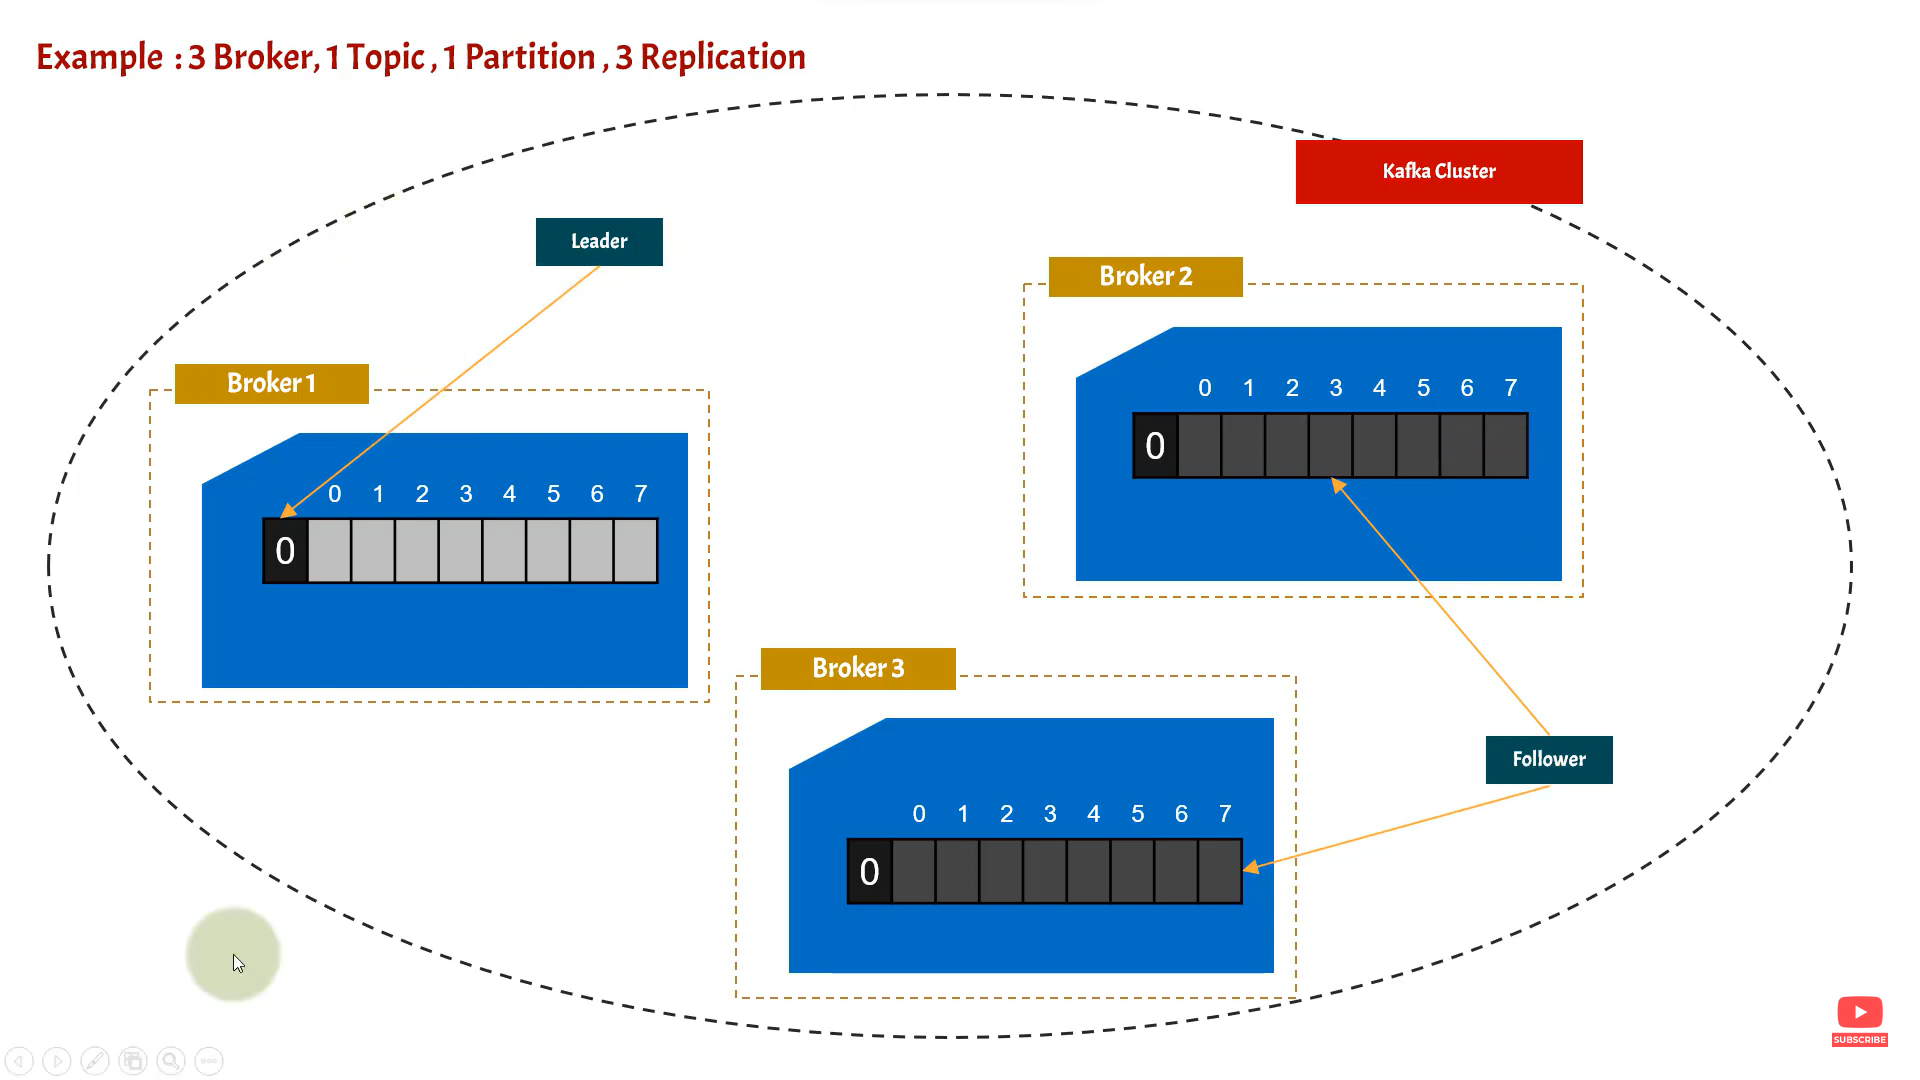 Example : 3 Broker, 1 Topic , 1 Partition , 3 Replication
Kafka Cluster
Leader
Broker 2
0 1 2 3 4 5 6 7
0
Broker 1
0 1 2 3 4 5 6 7
0
Broker 3
Follower
0 1 2 3 4 5 6 7
0
SUBSCRIBE